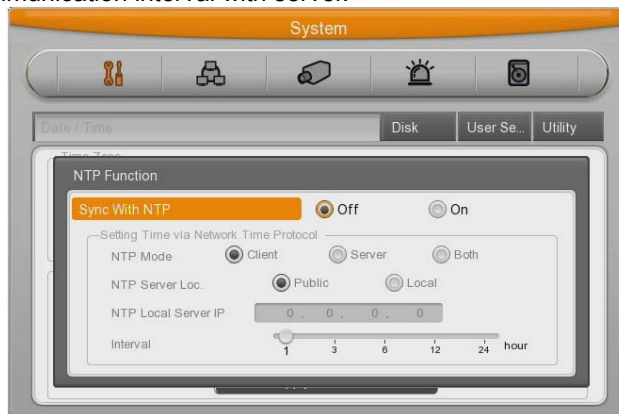 communication interval with server.
System
Date / Time Disk User Se... Utility
Time Zone
NTP Function
Sync With NTP Off On
Setting Time via Network Time Protocol
NTP Mode Client Server Both
NTP Server Loc. Public Local
NTP Local Server IP 0 . 0 . 0 . 0
Interval 1 3 6 12 24 hour